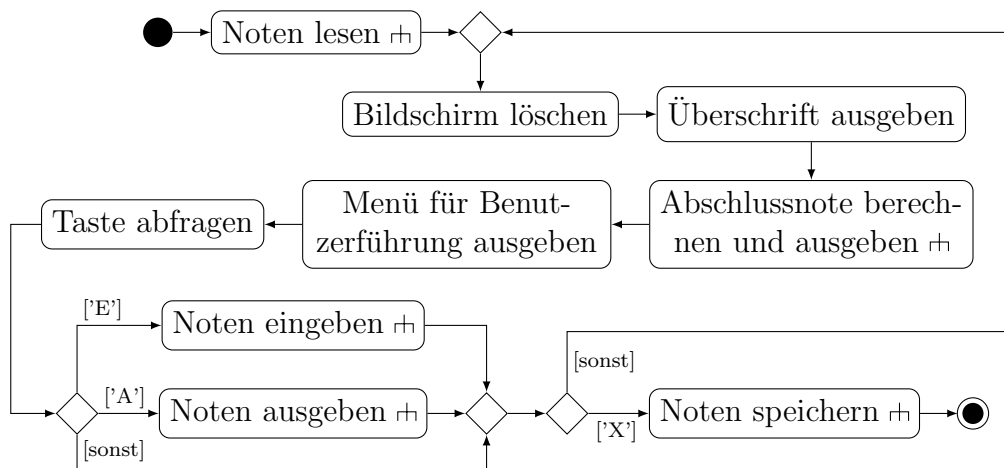 Noten lesen
Bildschirm löschen
Überschrift ausgeben
Taste abfragen
Menü für Benut-
zerführung ausgeben
Abschlussnote berech-
nen und ausgeben
['E']
Noten eingeben
[sonst]
['A']
Noten ausgeben
['X']
Noten speichern
[sonst]